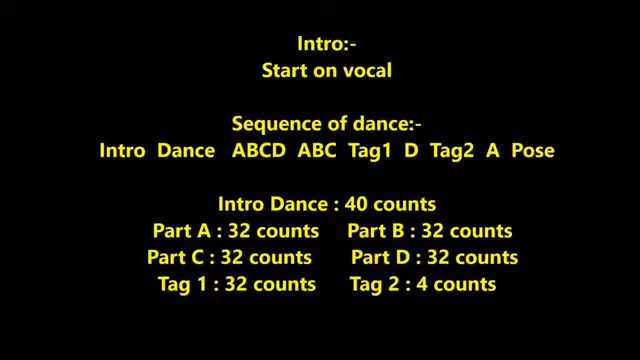 Intro:-
Start on vocal
Sequence of dance:-
Intro Dance ABCD ABC Tag1 D Tag2 A Pose
Intro Dance : 40 counts
Part A : 32 counts Part B : 32 counts
Part C : 32 counts Part D : 32 counts
Tag 1 : 32 counts Tag 2 : 4 counts